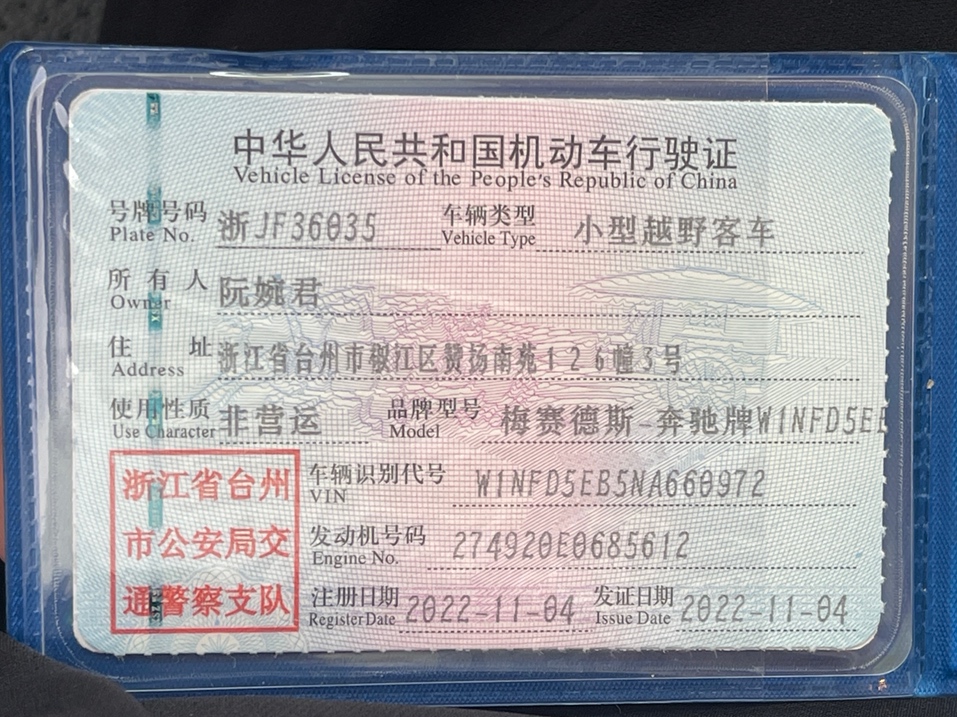 中华人民共和国机动车行驶证
Vehicle License of the People's Republic of China
号牌号码 浙JF36035 车辆类型 小型越野客车
Plate No. Vehicle Type
所有人 阮婉君
Owner
住址 浙江省台州市椒江区赞扬南苑126幢3号
Address
使用性质 非营运 品牌型号 梅赛德斯-奔驰牌W1NFD5EB
Use Character Model
浙江省台州
市公安局交
通警察支队
车辆识别代号 W1NFD5EB5NA660972
VIN
发动机号码 274920E0685612
Engine No.
注册日期 2022-11-04 发证日期 2022-11-04
Register Date Issue Date